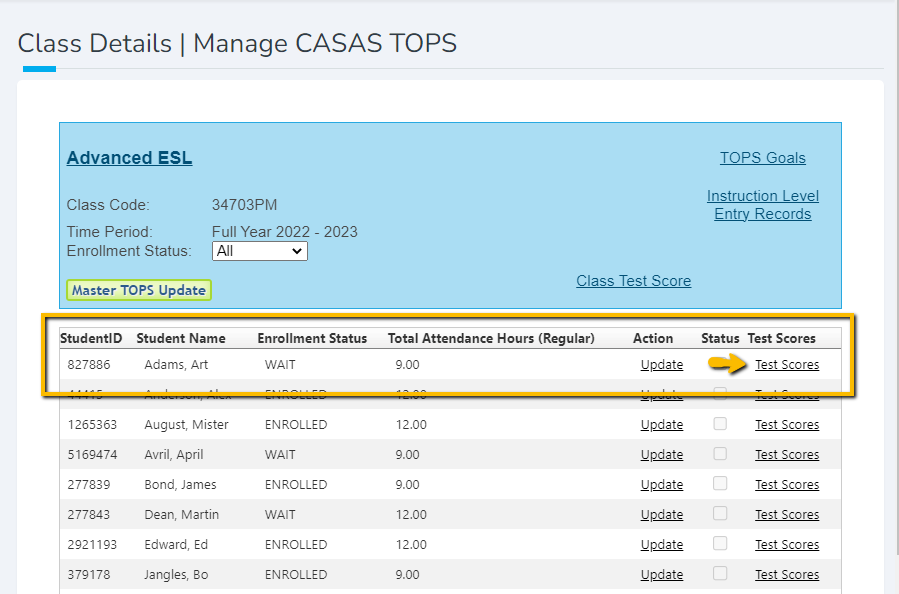 Class Details | Manage CASAS TOPS
Advanced ESL
TOPS Goals
Instruction Level
Entry Records
Class Code: 34703PM
Time Period: Full Year 2022 - 2023
Enrollment Status: All
Master TOPS Update
Class Test Score
StudentID Student Name Enrollment Status Total Attendance Hours (Regular) Action Status Test Scores
827886 Adams, Art WAIT 9.00 Update Test Scores
44415 Anderson, Alex ENROLLED 12.00 Update Test Scores
1265363 August, Mister ENROLLED 12.00 Update Test Scores
5169474 Avril, April WAIT 9.00 Update Test Scores
277839 Bond, James ENROLLED 9.00 Update Test Scores
277843 Dean, Martin WAIT 12.00 Update Test Scores
2921193 Edward, Ed ENROLLED 12.00 Update Test Scores
379178 Jangles, Bo ENROLLED 9.00 Update Test Scores